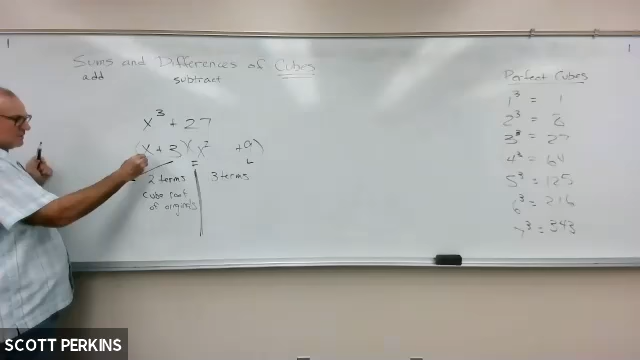 Sums and Differences of Cubes
add subtract
x³ + 27
(x + 3)(x² + 9)
2 terms 3 terms
cube root
of originals
Perfect Cubes
1³ = 1
2³ = 8
3³ = 27
4³ = 64
5³ = 125
6³ = 216
7³ = 343
1
1
SCOTT PERKINS